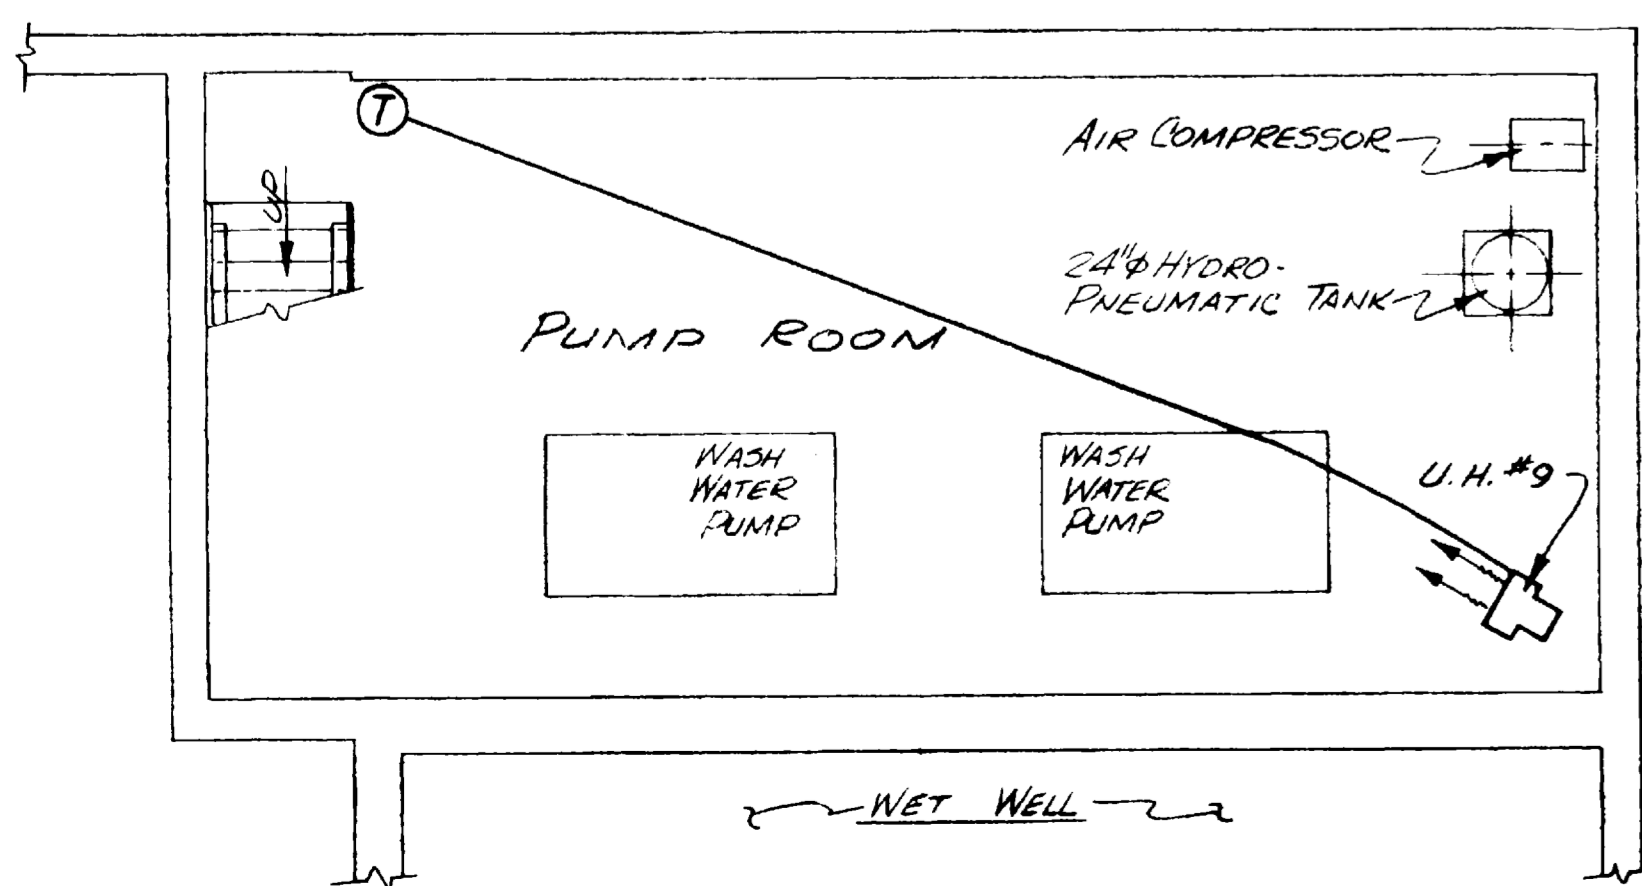 T
AIR COMPRESSOR
UP
24"φ HYDRO-
PNEUMATIC TANK
PUMP ROOM
WASH
WATER
PUMP
WASH
WATER
PUMP
U.H. #9
WET WELL